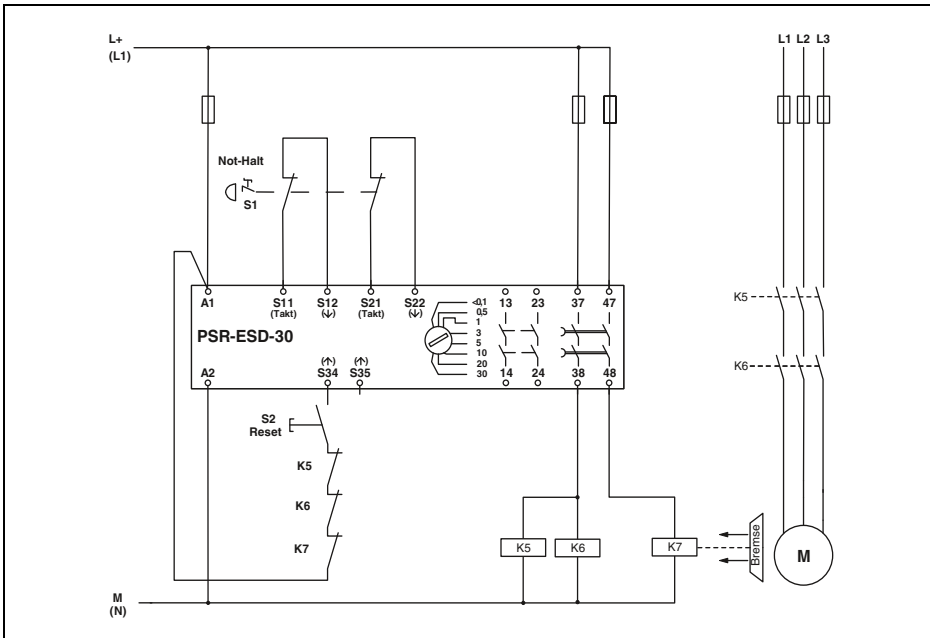 L+
(L1)
L1 L2 L3
Not-Halt
S1
A1
S11
(Takt)
S12
(↓)
S21
(Takt)
S22
(↓)
<0,1
0,5
1
3
5
10
20
30
13
23
37
47
PSR-ESD-30
A2
(↑)
S34
(↑)
S35
14
24
38
48
K5
K6
S2
Reset
K5
K6
K7
K5
K6
K7
Bremse
M
M
(N)